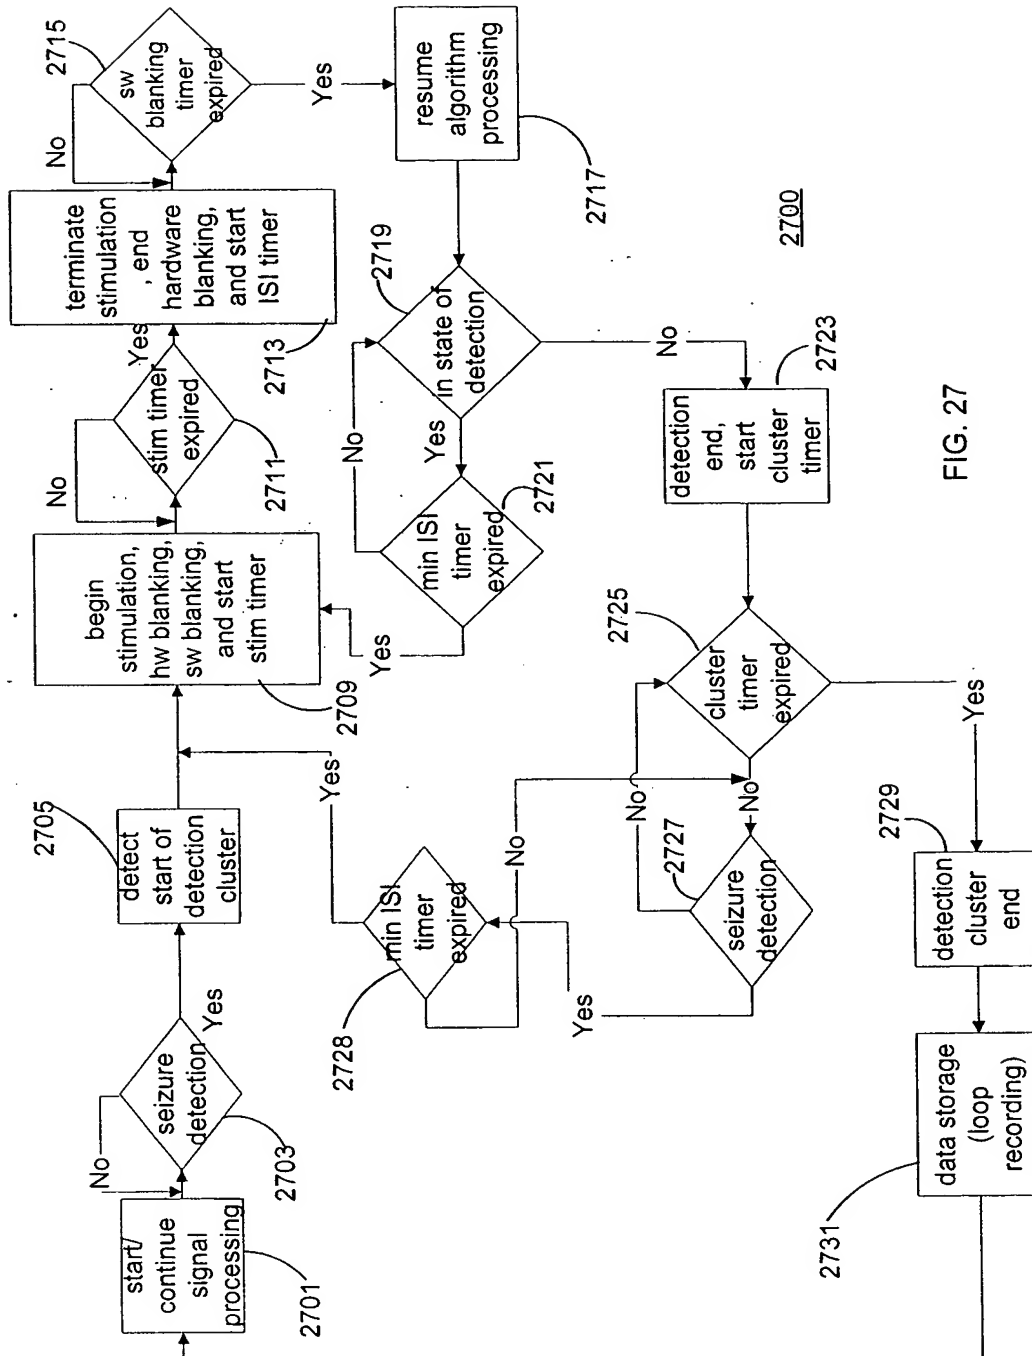 start/
continue
signal
processing
2701
No
seizure
detection
2703
Yes
detect
start of
detection
cluster
2705
begin
stimulation,
hw blanking,
sw blanking,
and start
stim timer
2709
No
stim timer
expired
2711
Yes
terminate
stimulation
, end
hardware
blanking,
and start
ISI timer
2713
No
sw
blanking
timer
expired
2715
Yes
resume
algorithm
processing
2717
in state of
detection
2719
Yes
No
min ISI
timer
expired
2721
No
Yes
detection
end,
start
cluster
timer
2723
cluster
timer
expired
2725
No
Yes
seizure
detection
2727
No
Yes
min ISI
timer
expired
2728
Yes
No
detection
cluster
end
2729
data storage
(loop
recording)
2731
2700
FIG. 27